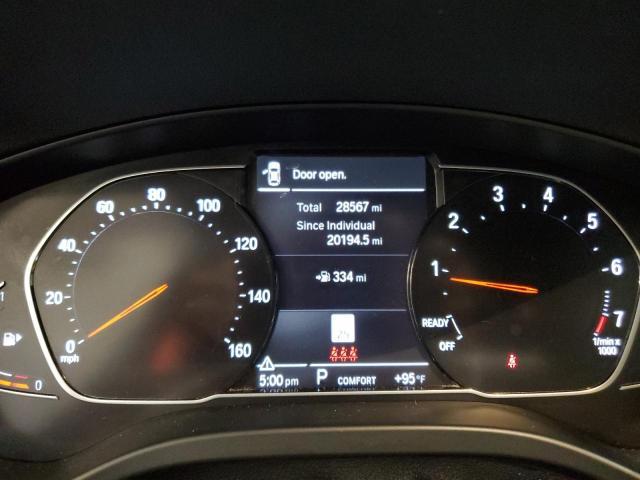 Door open.
Total 28567 mi
Since Individual
20194.5 mi
334 mi
5:00 pm P COMFORT +95°F
0 20 40 60 80 100 120 140 160
mph
1 2 3 4 5 6 7
READY
OFF
1/min x
1000
1
0